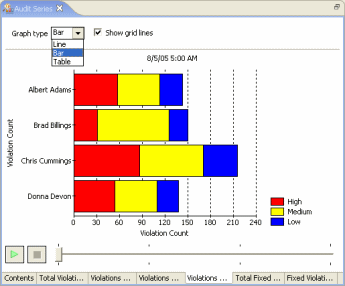 Audit Series
Graph type Bar Show grid lines
Line
Bar
Table
8/5/05 5:00 AM
Violation Count
Albert Adams
Brad Billings
Chris Cummings
Donna Devon
0 30 60 90 120 150 180 210 240
Violation Count
High
Medium
Low
Contents Total Violati... Violations ... Violations ... Violations ... Total Fixed ... Fixed Violati...